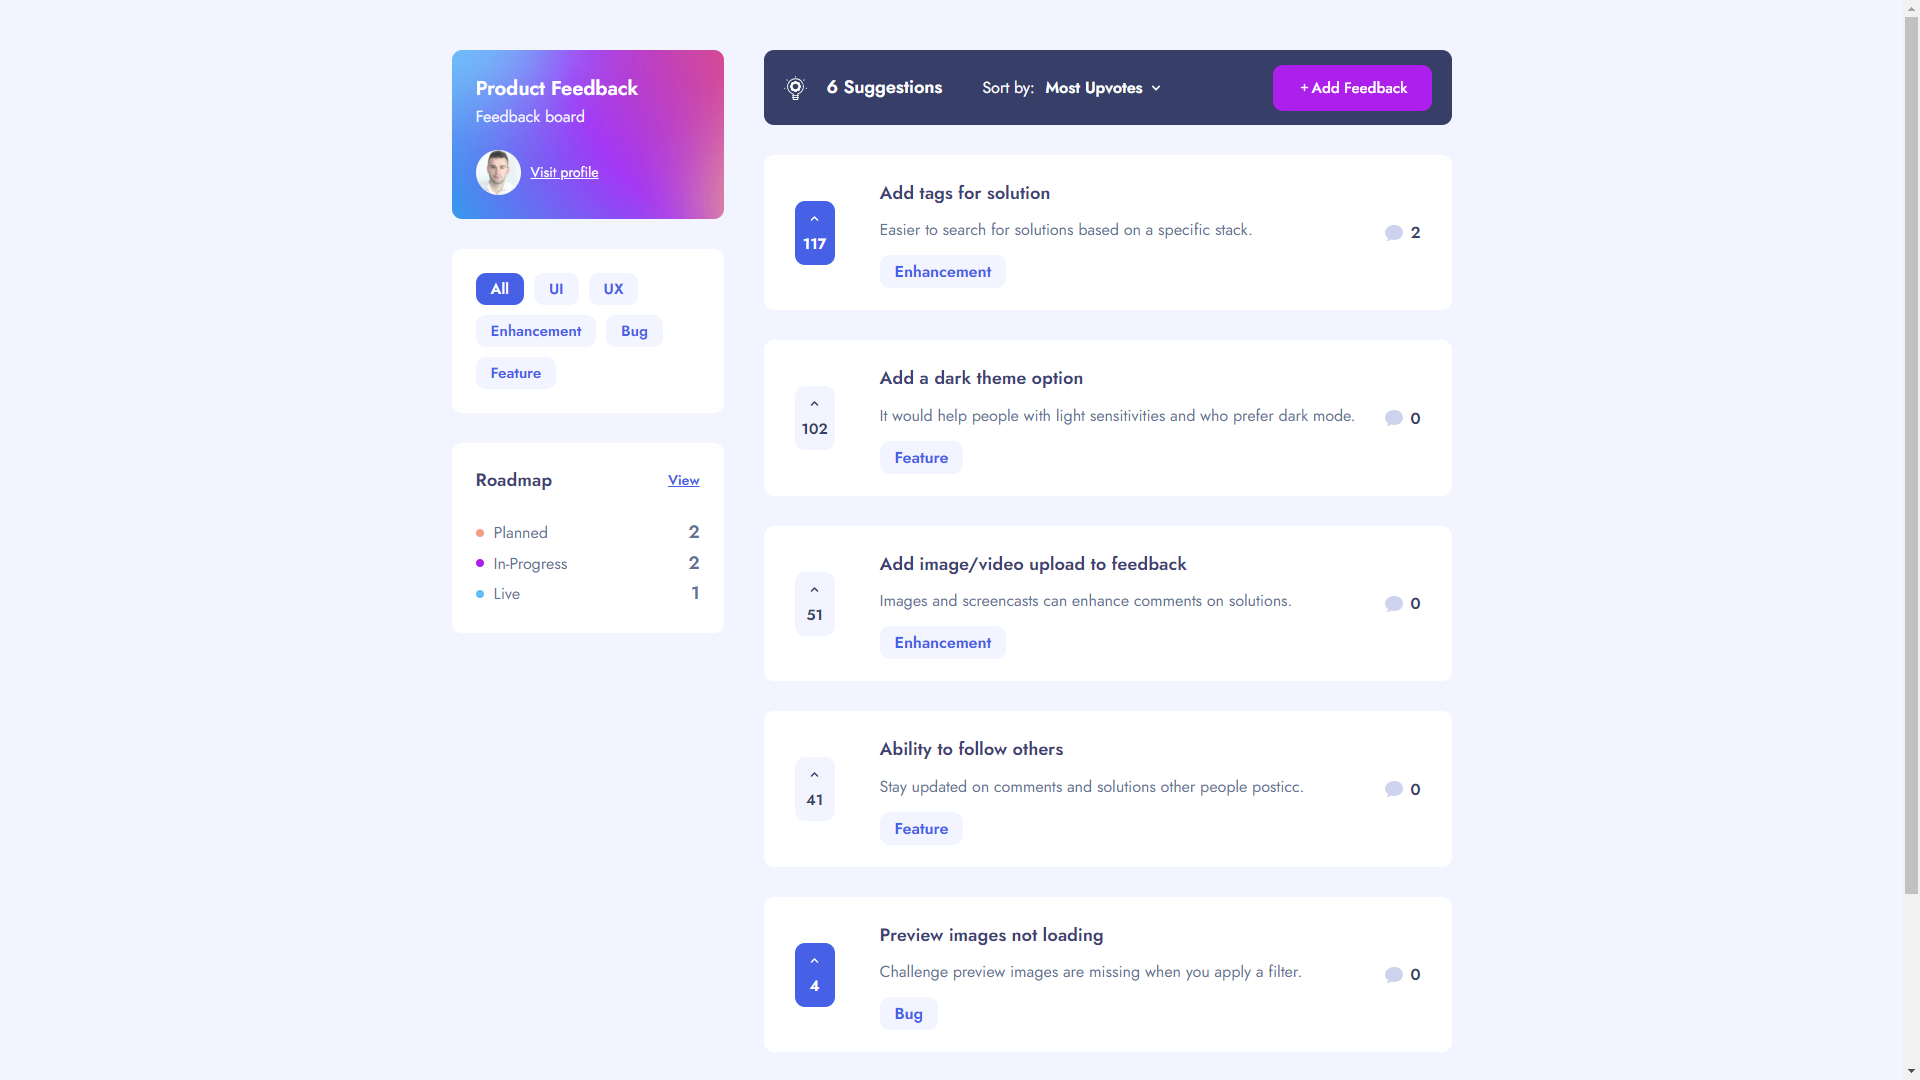 Product Feedback
Feedback board
Visit profile
All UI UX
Enhancement Bug
Feature
Roadmap View
Planned 2
In-Progress 2
Live 1
6 Suggestions Sort by: Most Upvotes + Add Feedback
Add tags for solution
117 Easier to search for solutions based on a specific stack. 2
Enhancement
Add a dark theme option
102 It would help people with light sensitivities and who prefer dark mode. 0
Feature
Add image/video upload to feedback
51 Images and screencasts can enhance comments on solutions. 0
Enhancement
Ability to follow others
41 Stay updated on comments and solutions other people posticc. 0
Feature
Preview images not loading
4 Challenge preview images are missing when you apply a filter. 0
Bug